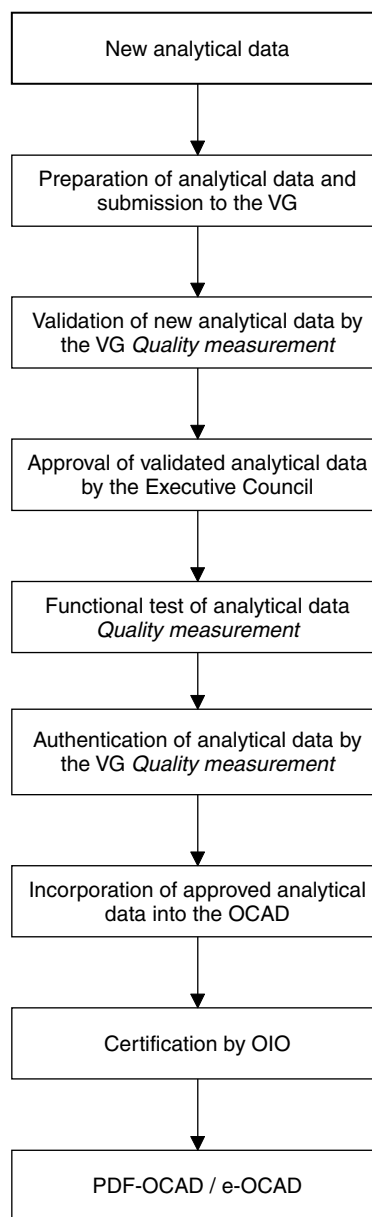 New analytical data
Preparation of analytical data and
submission to the VG
Validation of new analytical data by
the VG Quality measurement
Approval of validated analytical data
by the Executive Council
Functional test of analytical data
Quality measurement
Authentication of analytical data by
the VG Quality measurement
Incorporation of approved analytical
data into the OCAD
Certification by OIO
PDF-OCAD / e-OCAD